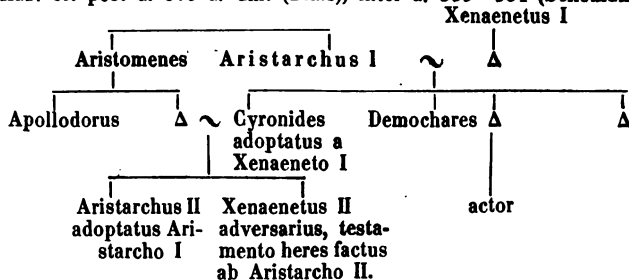 Xenaenetus I
Aristomenes Aristarchus I ~ Δ
Apollodorus Δ ~ Cyronides Demochares Δ Δ
adoptatus a
Xenaeneto I
Aristarchus II Xenaenetus II actor
adoptatus Ari- adversarius, testa-
starcho I mento heres factus
ab Aristarcho II.